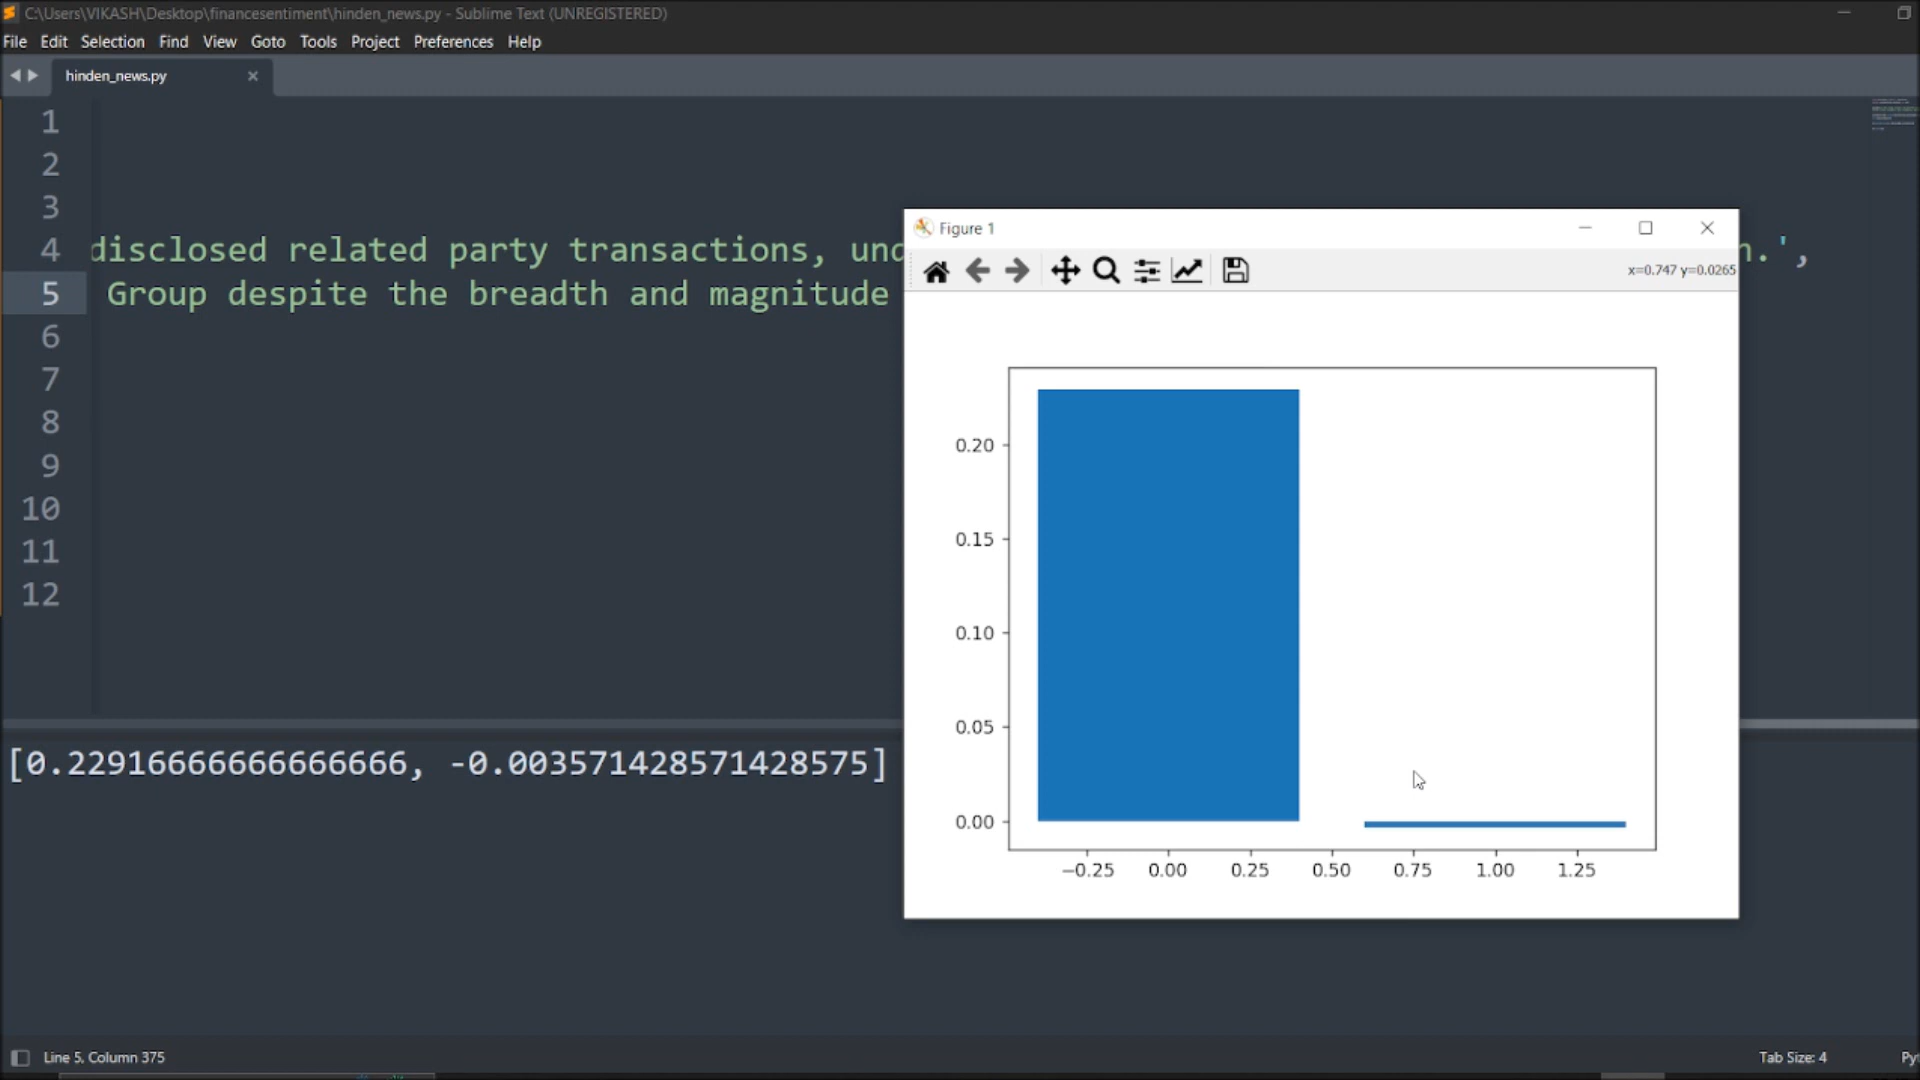 C:\Users\VIKASH\Desktop\financesentiment\hinden_news.py - Sublime Text (UNREGISTERED)
File Edit Selection Find View Goto Tools Project Preferences Help
hinden_news.py
1
2
3
4 disclosed related party transactions, n.',
5 Group despite the breadth and magnitude
6
7
8
9
10
11
12
Figure 1
x=0.747 y=0.0265
0.20
0.15
0.10
0.05
0.00
−0.25 0.00 0.25 0.50 0.75 1.00 1.25
[0.22916666666666666, -0.003571428571428575]
Line 5, Column 375
Tab Size: 4